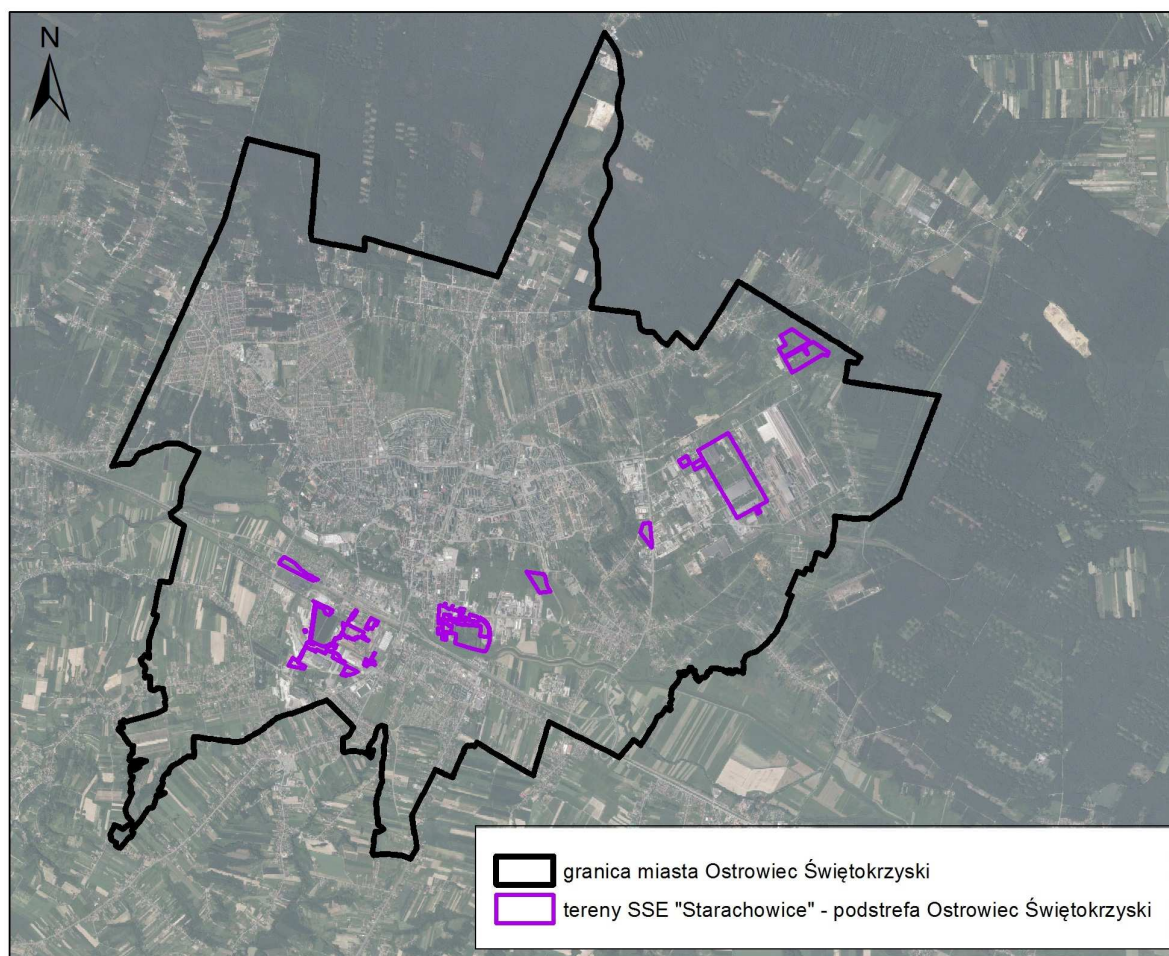 N
granica miasta Ostrowiec Świętokrzyski
tereny SSE "Starachowice" - podstrefa Ostrowiec Świętokrzyski